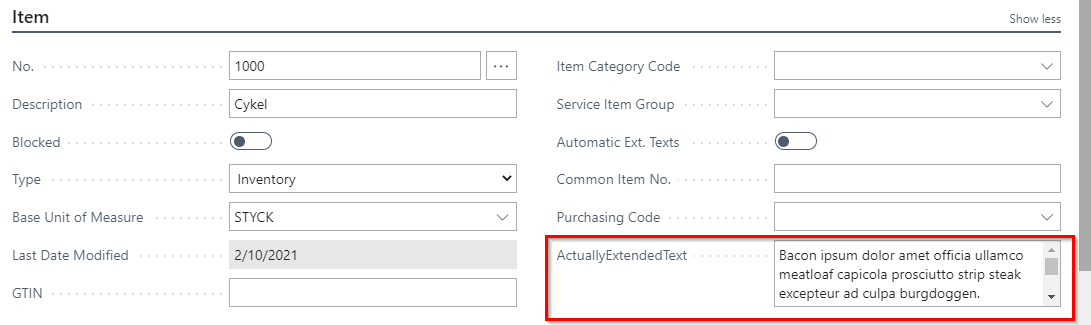 Item
Show less
No.
1000
...
Description
Cykel
Blocked
Type
Inventory
Base Unit of Measure
STYCK
Last Date Modified
2/10/2021
GTIN
Item Category Code
Service Item Group
Automatic Ext. Texts
Common Item No.
Purchasing Code
ActuallyExtendedText
Bacon ipsum dolor amet officia ullamco
meatloaf capicola prosciutto strip steak
excepteur ad culpa burgdoggen.